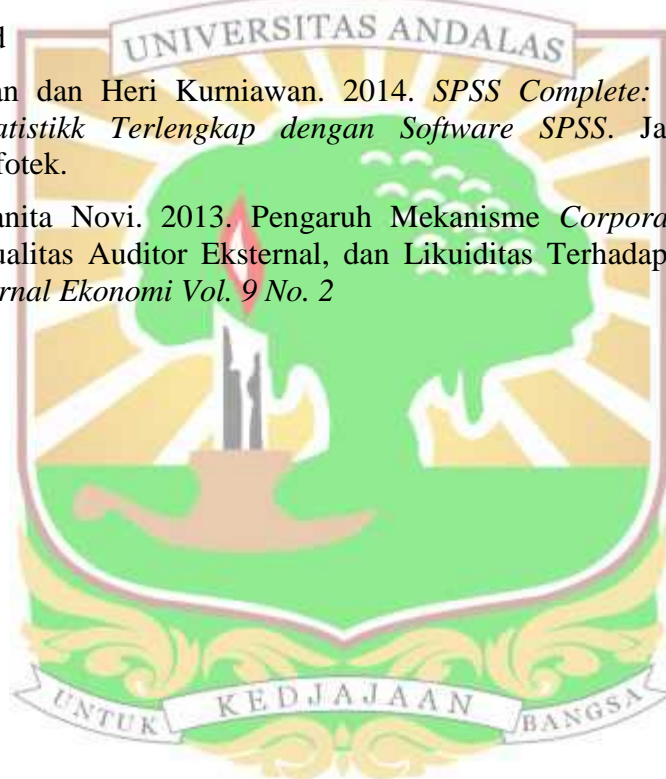 d
UNIVERSITAS ANDALAS
an dan Heri Kurniawan. 2014. SPSS Complete:
atistikk Terlengkap dengan Software SPSS. Ja
fotek.
anita Novi. 2013. Pengaruh Mekanisme Corpora
ualitas Auditor Eksternal, dan Likuiditas Terhadap
rnal Ekonomi Vol. 9 No. 2
UNTUK KEDJAJAAN BANGSA